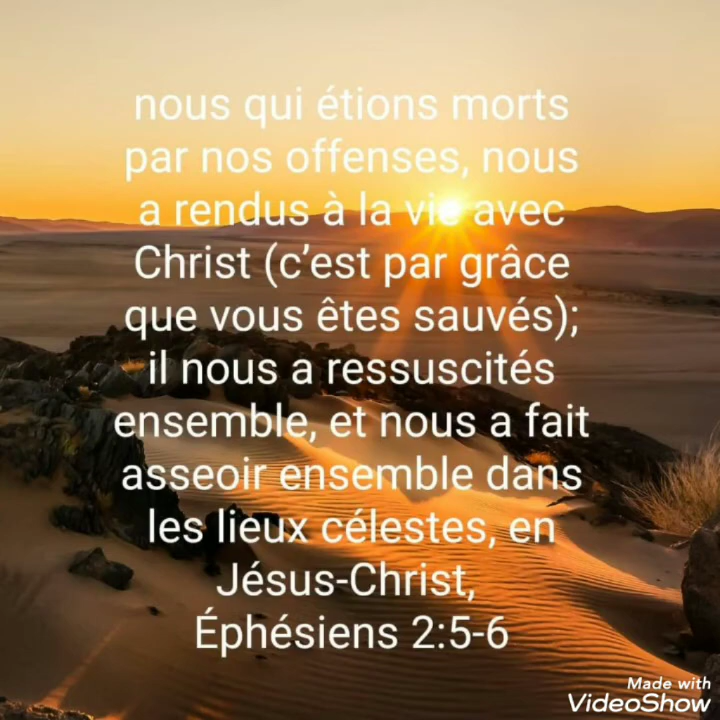 nous qui étions morts
par nos offenses, nous
a rendus à la vie avec
Christ (c’est par grâce
que vous êtes sauvés);
il nous a ressuscités
ensemble, et nous a fait
asseoir ensemble dans
les lieux célestes, en
Jésus-Christ,
Éphésiens 2:5-6
Made with
VideoShow